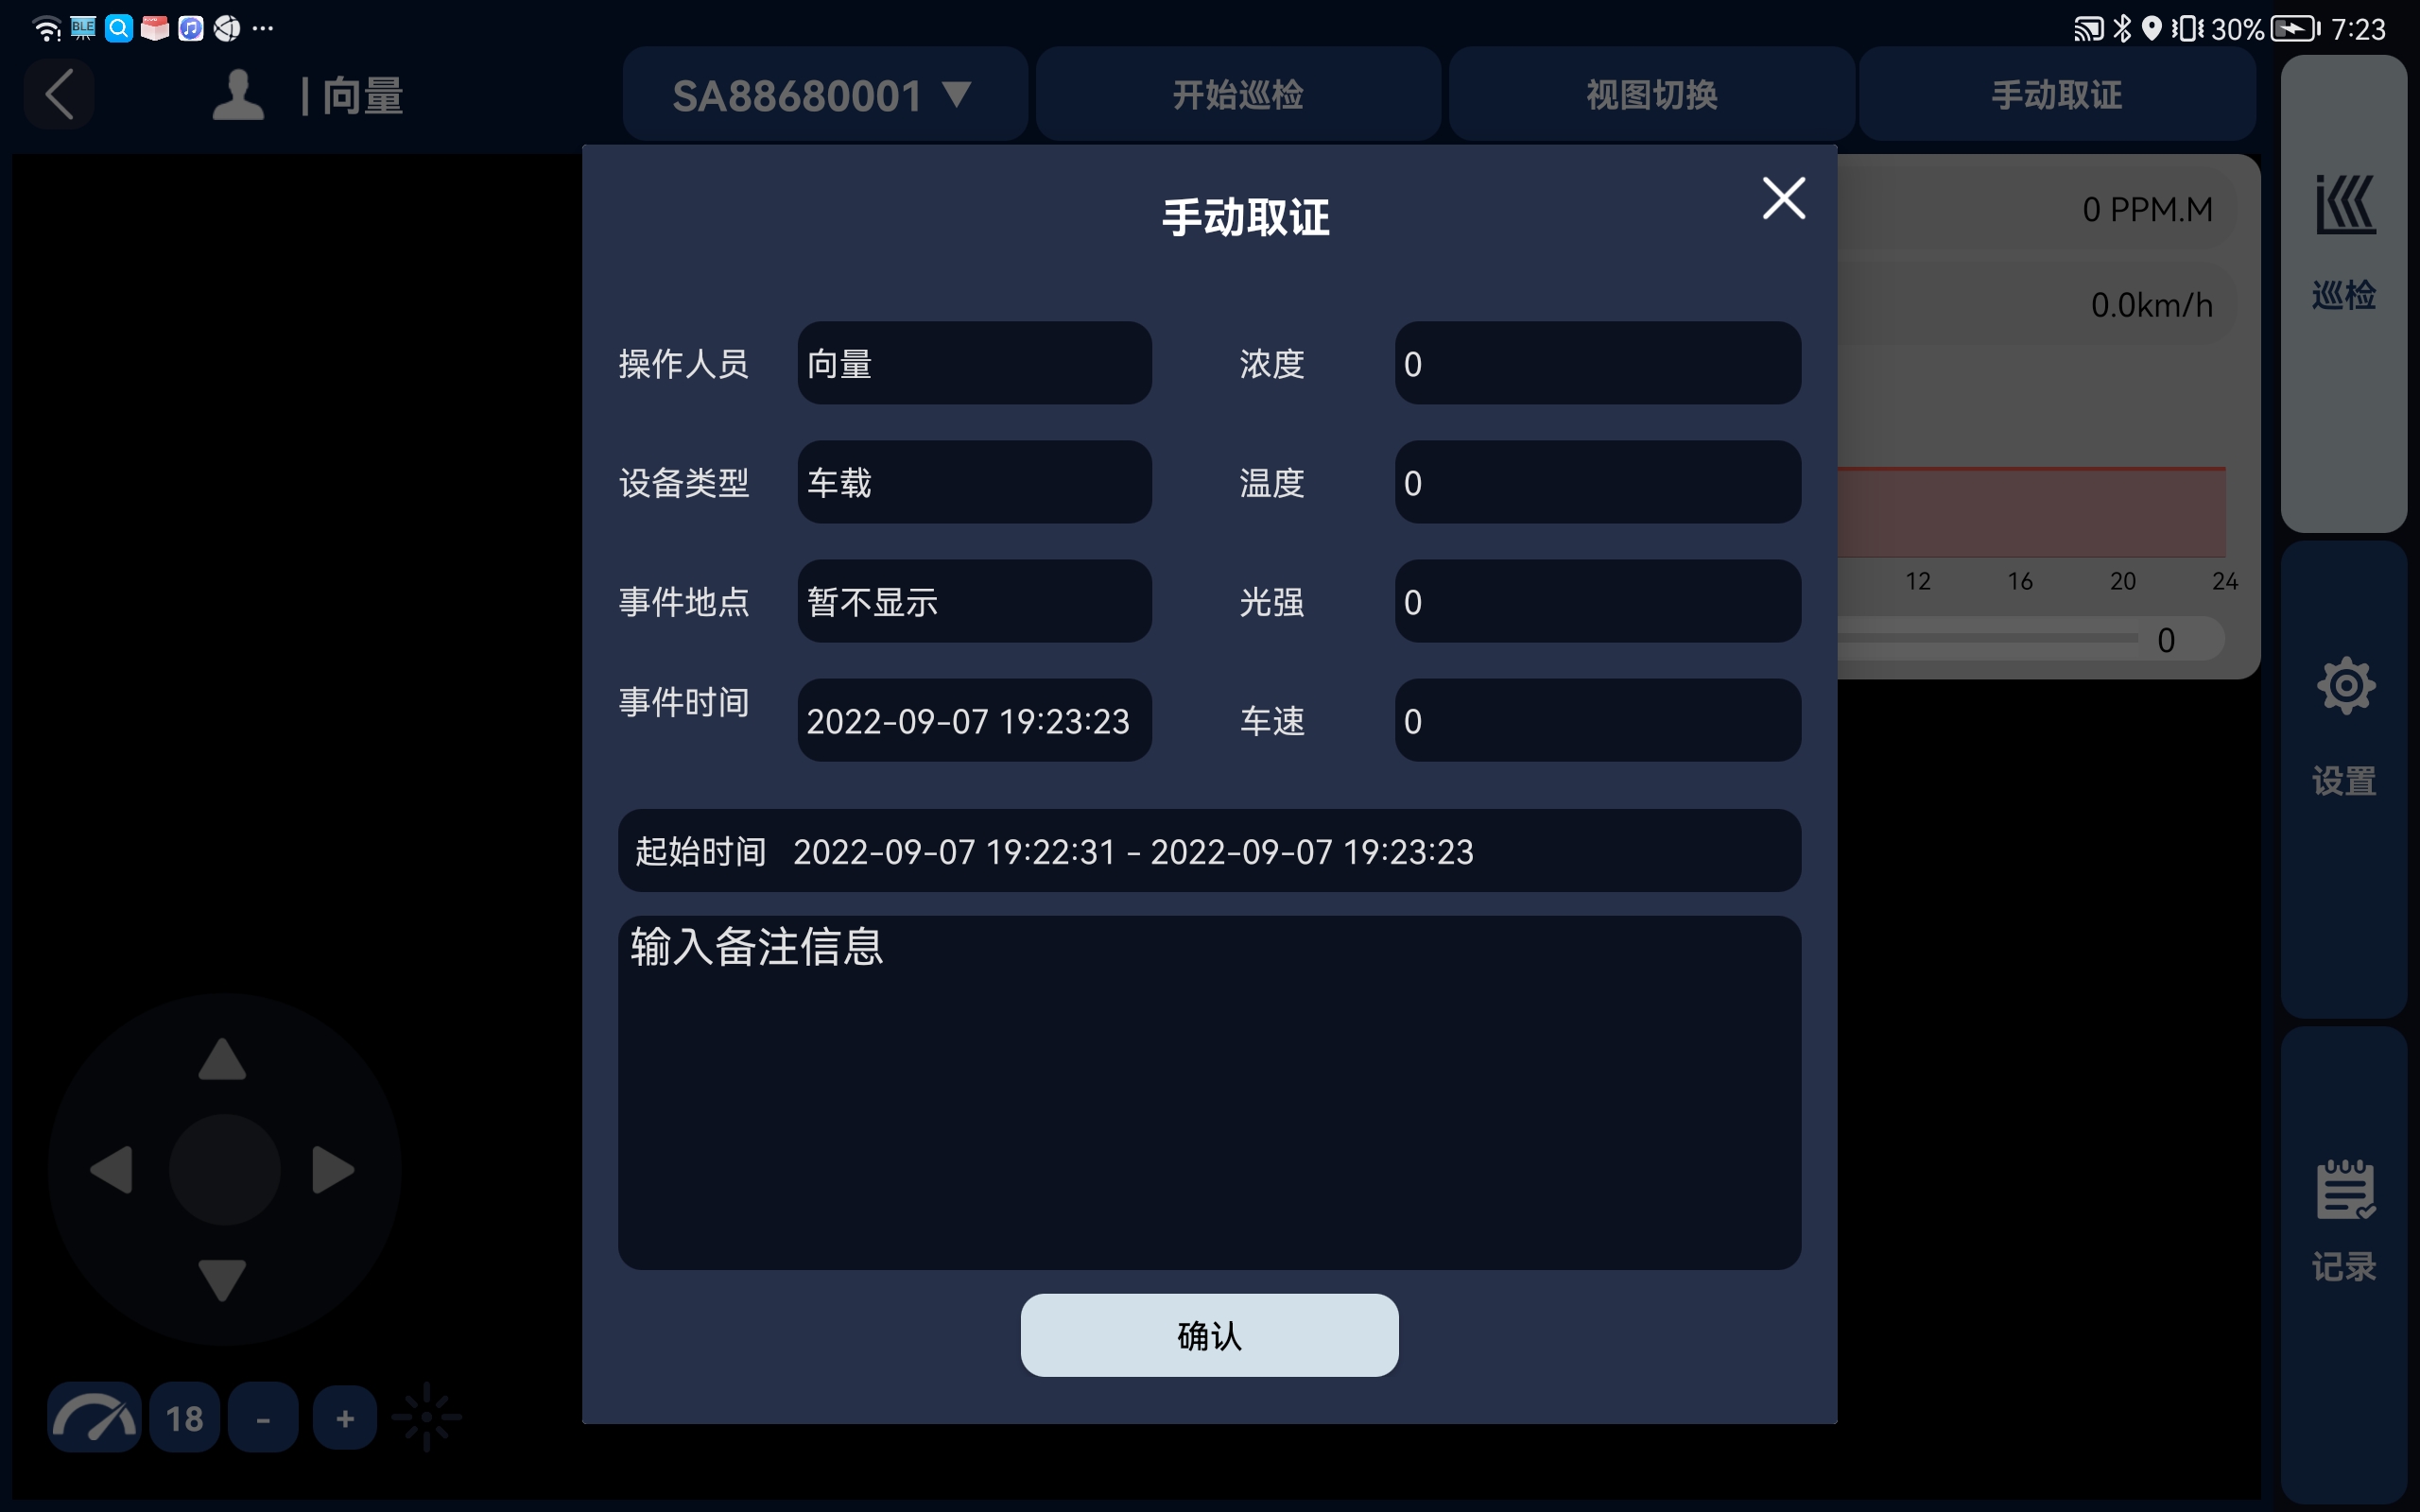 BLE
30%
7:23
|向量
SA88680001 ▼
开始巡检
视图切换
手动取证
手动取证
0 PPM.M
巡检
0.0km/h
操作人员
向量
浓度
0
设备类型
车载
温度
0
12
16
20
24
事件地点
暂不显示
光强
0
0
事件时间
2022-09-07 19:23:23
车速
0
设置
起始时间 2022-09-07 19:22:31 - 2022-09-07 19:23:23
输入备注信息
记录
确认
18
-
+